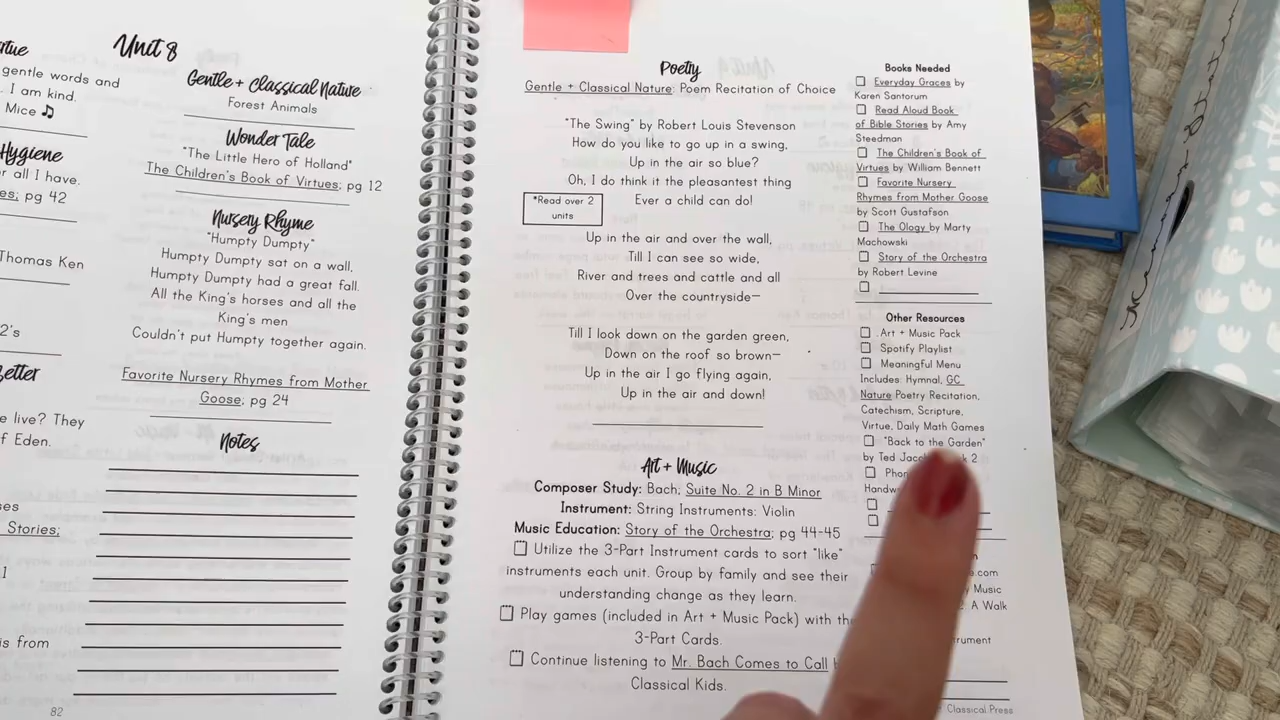 gentle words and
. I am kind.
Mice
Hygiene
r all I have.
es; pg 42
Thomas Ken
2's
etter
e live? They
f Eden.
ses
Stories;
is from
82
Unit 8
Gentle + Classical Nature
Forest Animals
Wonder Tale
"The Little Hero of Holland"
The Children's Book of Virtues; pg 12
Nursery Rhyme
"Humpty Dumpty"
Humpty Dumpty sat on a wall,
Humpty Dumpty had a great fall.
All the King's horses and all the
King's men
Couldn't put Humpty together again.
Favorite Nursery Rhymes from Mother
Goose; pg 24
Notes
Poetry
Gentle + Classical Nature: Poem Recitation of Choice
"The Swing" by Robert Louis Stevenson
How do you like to go up in a swing,
Up in the air so blue?
Oh, I do think it the pleasantest thing
Ever a child can do!
*Read over 2
units
Up in the air and over the wall,
Till I can see so wide,
River and trees and cattle and all
Over the countryside—
Till I look down on the garden green,
Down on the roof so brown—
Up in the air I go flying again,
Up in the air and down!
Art + Music
Composer Study: Bach; Suite No. 2 in B Minor
Instrument: String Instruments: Violin
Music Education: Story of the Orchestra; pg 44-45
Utilize the 3-Part Instrument cards to sort "like"
instruments each unit. Group by family and see their
understanding change as they learn.
Play games (included in Art + Music Pack) with the
3-Part Cards.
Continue listening to Mr. Bach Comes to Call
Classical Kids.
Books Needed
Everyday Graces by
Karen Santorum
Read Aloud Book
of Bible Stories by Amy
Steedman
The Children's Book of
Virtues by William Bennett
Favorite Nursery
Rhymes from Mother Goose
by Scott Gustafson
The Ology by Marty
Machowski
Story of the Orchestra
by Robert Levine
Other Resources
Art + Music Pack
Spotify Playlist
Meaningful Menu
Includes: Hymnal, GC
Nature Poetry Recitation,
Catechism, Scripture,
Virtue, Daily Math Games
"Back to the Garden"
by Ted Jac 2
Phon
Handw
e.com
Music
A Walk
trument
Classical Press